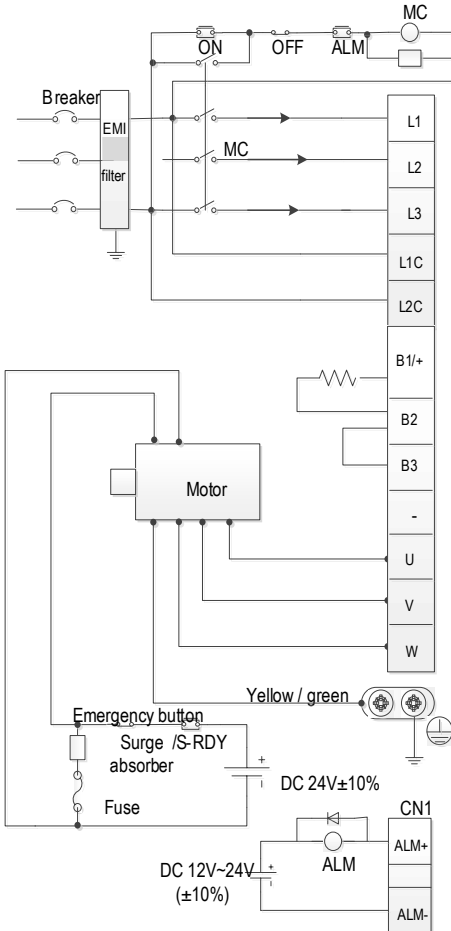 MC
ON
OFF
ALM
Breaker
EMI
filter
MC
L1
L2
L3
L1C
L2C
B1/+
B2
B3
-
U
V
W
Motor
Yellow / green
Emergency button
Surge /S-RDY
absorber
Fuse
+
-
DC 24V±10%
CN1
ALM+
ALM-
ALM
DC 12V~24V
(±10%)
+
-